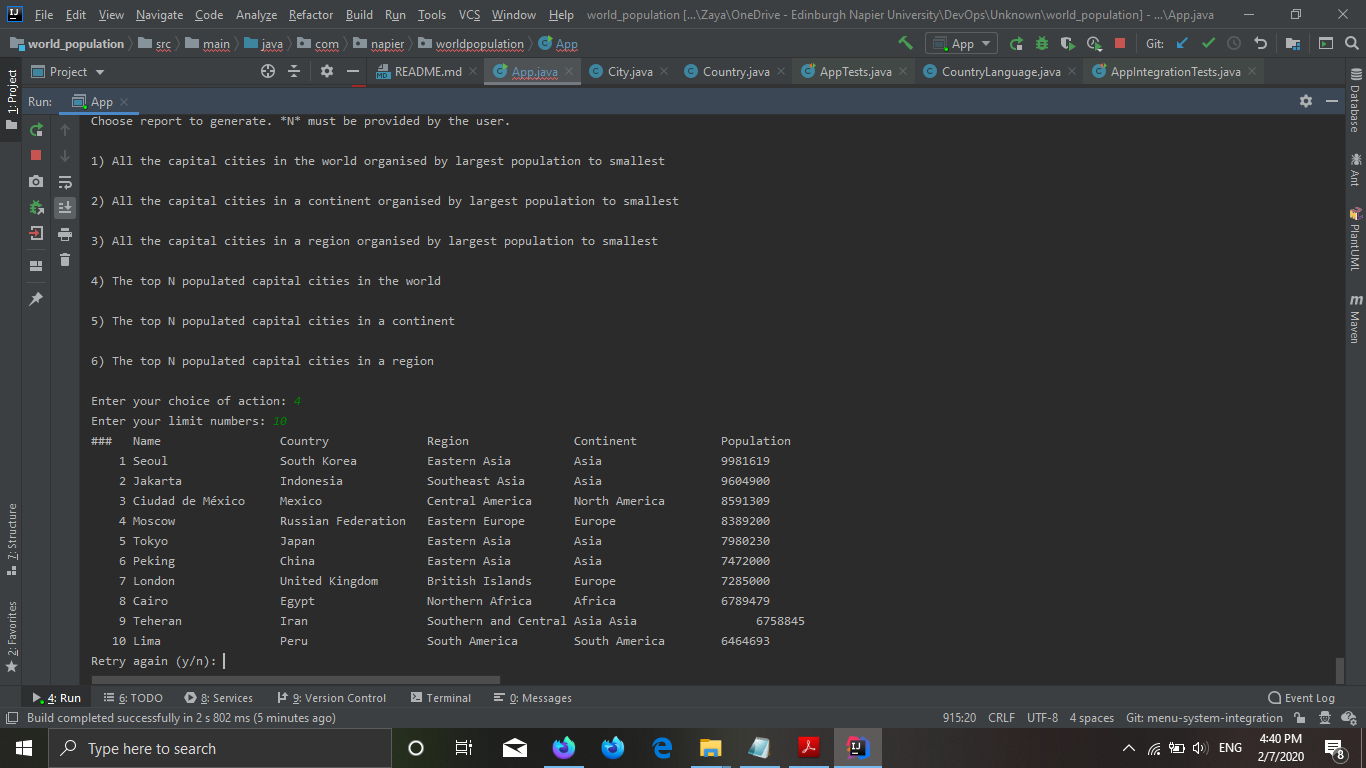 File Edit View Navigate Code Analyze Refactor Build Run Tools VCS Window Help world_population [...\Zaya\OneDrive - Edinburgh Napier University\DevOps\Unknown\world_population] - ...\App.java
world_population src main java com napier worldpopulation App App Git:
1: Project
Project README.md App.java City.java Country.java AppTests.java CountryLanguage.java AppIntegrationTests.java
Run: App
Choose report to generate. *N* must be provided by the user.
1) All the capital cities in the world organised by largest population to smallest
2) All the capital cities in a continent organised by largest population to smallest
3) All the capital cities in a region organised by largest population to smallest
4) The top N populated capital cities in the world
5) The top N populated capital cities in a continent
6) The top N populated capital cities in a region
Enter your choice of action: 4
Enter your limit numbers: 10
### Name Country Region Continent Population
1 Seoul South Korea Eastern Asia Asia 9981619
2 Jakarta Indonesia Southeast Asia Asia 9604900
3 Ciudad de México Mexico Central America North America 8591309
4 Moscow Russian Federation Eastern Europe Europe 8389200
5 Tokyo Japan Eastern Asia Asia 7980230
6 Peking China Eastern Asia Asia 7472000
7 London United Kingdom British Islands Europe 7285000
8 Cairo Egypt Northern Africa Africa 6789479
9 Teheran Iran Southern and Central Asia Asia 6758845
10 Lima Peru South America South America 6464693
Retry again (y/n):
Database
Ant
PlantUML
m
Maven
7: Structure
2: Favorites
4: Run 6: TODO 8: Services 9: Version Control Terminal 0: Messages Event Log
Build completed successfully in 2 s 802 ms (5 minutes ago) 915:20 CRLF UTF-8 4 spaces Git: menu-system-integration
Type here to search ENG 4:40 PM
2/7/2020 8